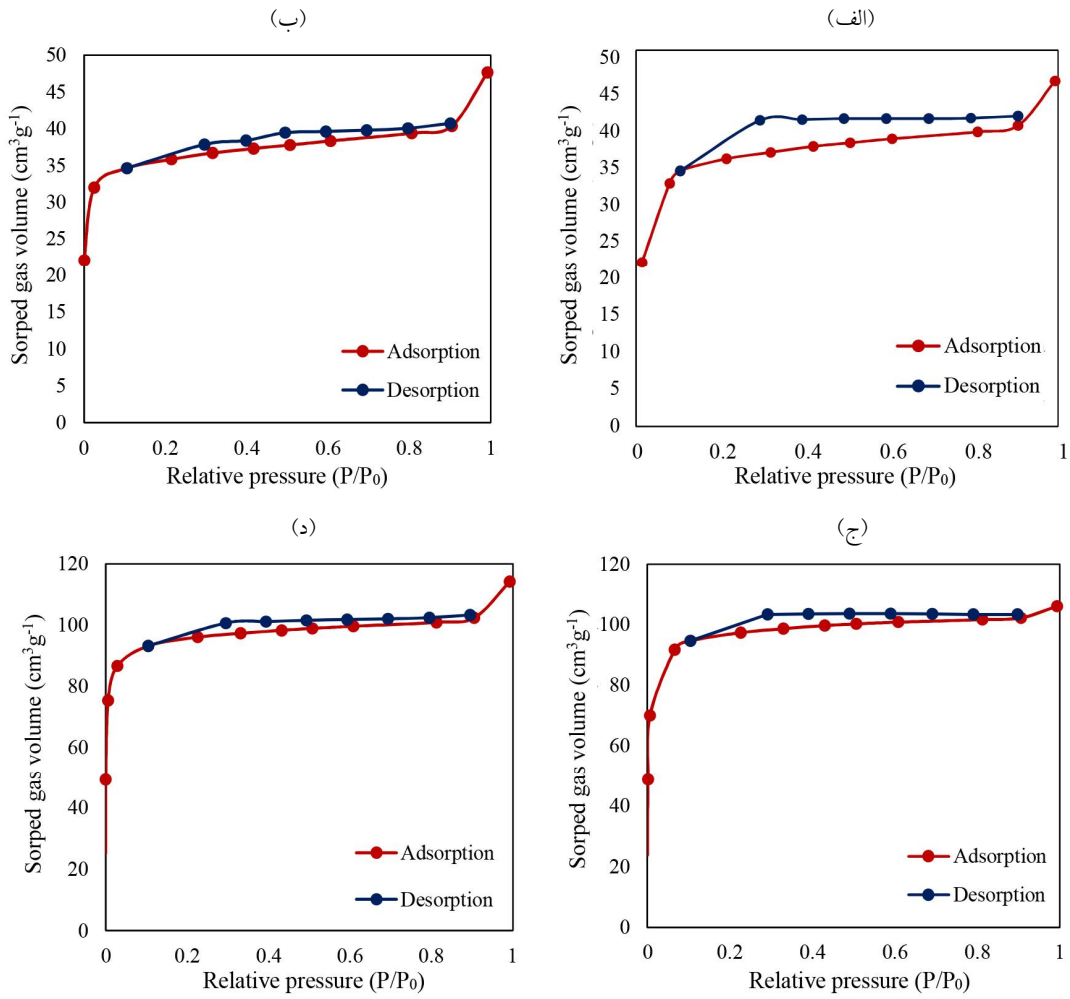 (الف)
50
45
40
35
30
25
20
15
10
5
0
Sorped gas volume (cm³g⁻¹)
Adsorption
Desorption
0 0.2 0.4 0.6 0.8 1
Relative pressure (P/P₀)
(ب)
50
45
40
35
30
25
20
15
10
5
0
Sorped gas volume (cm³g⁻¹)
Adsorption
Desorption
0 0.2 0.4 0.6 0.8 1
Relative pressure (P/P₀)
(ج)
120
100
80
60
40
20
0
Sorped gas volume (cm³g⁻¹)
Adsorption
Desorption
0 0.2 0.4 0.6 0.8 1
Relative pressure (P/P₀)
(د)
120
100
80
60
40
20
0
Sorped gas volume (cm³g⁻¹)
Adsorption
Desorption
0 0.2 0.4 0.6 0.8 1
Relative pressure (P/P₀)